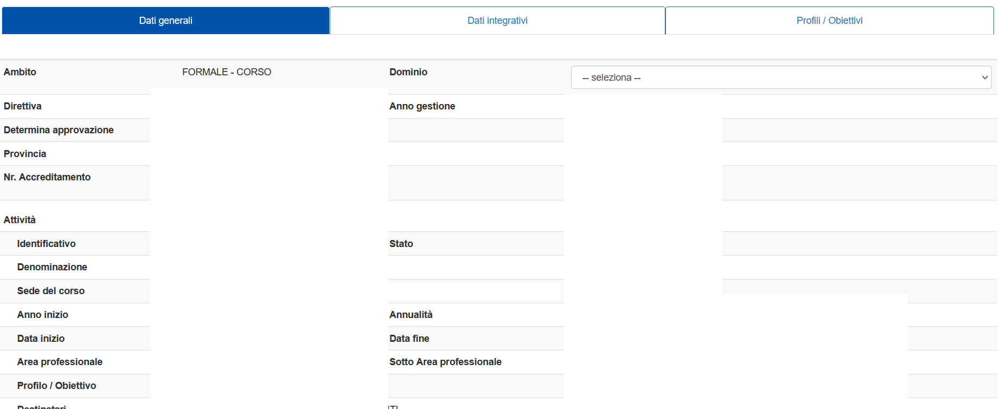 Dati generali Dati integrativi Profili / Obiettivi
Ambito FORMALE - CORSO Dominio -- seleziona --
Direttiva Anno gestione
Determina approvazione
Provincia
Nr. Accreditamento
Attività
Identificativo Stato
Denominazione
Sede del corso
Anno inizio Annualità
Data inizio Data fine
Area professionale Sotto Area professionale
Profilo / Obiettivo